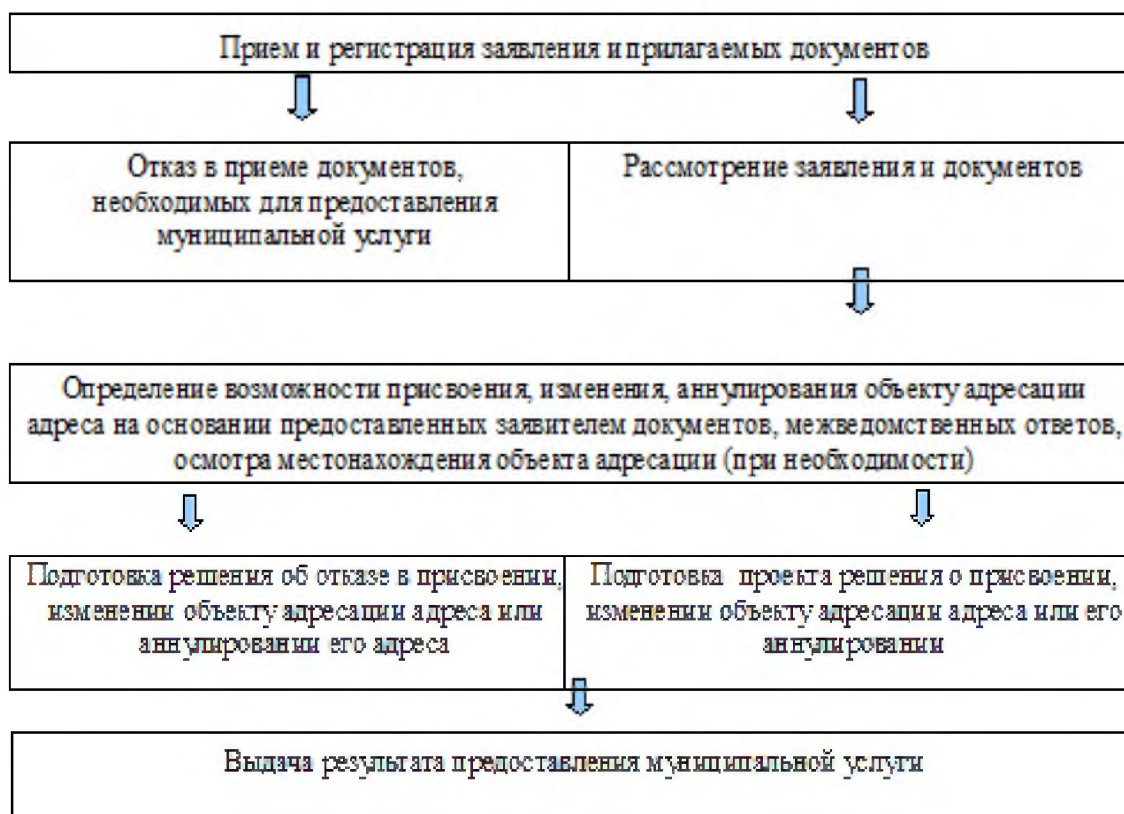 Прием и регистрация заявления и прилагаемых документов
Отказ в приеме документов,
необходимых для предоставления
муниципальной услуги
Рассмотрение заявления и документов
Определение возможности присвоения, изменения, аннулирования объекту адресации
адреса на основании предоставленных заявителем документов, межведомственных ответов,
осмотра местонахождения объекта адресации (при необходимости)
Подготовка решения об отказе в присвоении,
изменении объекту адресации адреса или
аннулировании его адреса
Подготовка проекта решения о присвоении,
изменении объекту адресации адреса или его
аннулировании
Выдача результата предоставления муниципальной услуги